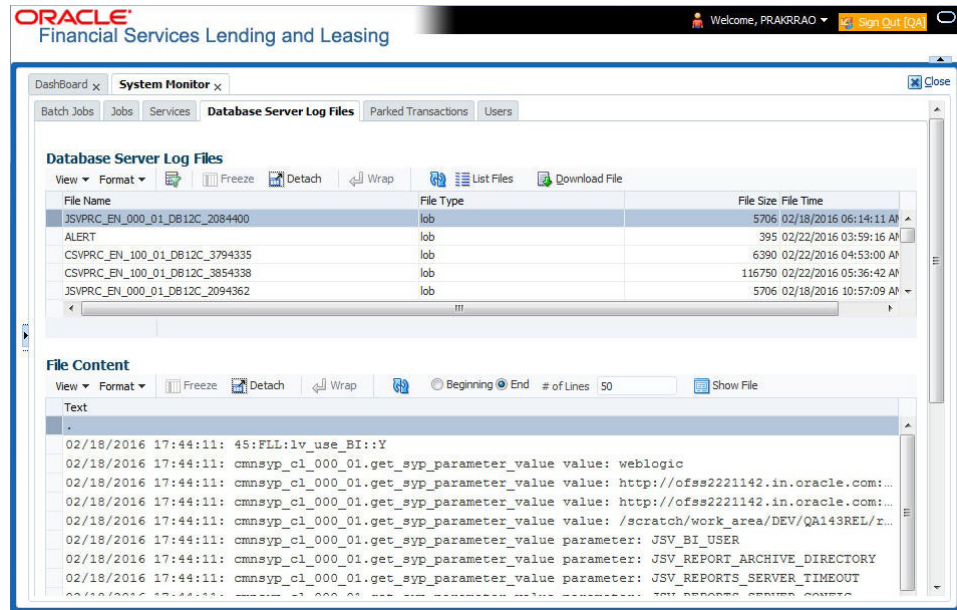 ORACLE®
Financial Services Lending and Leasing
Welcome, PRAKRRAO
Sign Out [QA]
DashBoard x System Monitor x
Close
Batch Jobs Jobs Services Database Server Log Files Parked Transactions Users
Database Server Log Files
View Format Freeze Detach Wrap List Files Download File
File Name File Type File Size File Time
JSVPRC_EN_000_01_DB12C_2084400 lob 5706 02/18/2016 06:14:11 AM
ALERT lob 395 02/22/2016 03:59:16 AM
CSVPRC_EN_100_01_DB12C_3794335 lob 6390 02/22/2016 04:53:00 AM
CSVPRC_EN_100_01_DB12C_3854338 lob 116750 02/22/2016 05:36:42 AM
JSVPRC_EN_000_01_DB12C_2094362 lob 5706 02/18/2016 10:57:09 AM
File Content
View Format Freeze Detach Wrap Beginning End # of Lines 50 Show File
Text
.
02/18/2016 17:44:11: 45:FLL:lv_use_BI::Y
02/18/2016 17:44:11: cmnsyp_cl_000_01.get_syp_parameter_value value: weblogic
02/18/2016 17:44:11: cmnsyp_cl_000_01.get_syp_parameter_value value: http://ofss2221142.in.oracle.com:...
02/18/2016 17:44:11: cmnsyp_cl_000_01.get_syp_parameter_value value: http://ofss2221142.in.oracle.com:...
02/18/2016 17:44:11: cmnsyp_cl_000_01.get_syp_parameter_value value: /scratch/work_area/DEV/QA143REL/r...
02/18/2016 17:44:11: cmnsyp_cl_000_01.get_syp_parameter_value parameter: JSV_BI_USER
02/18/2016 17:44:11: cmnsyp_cl_000_01.get_syp_parameter_value parameter: JSV_REPORT_ARCHIVE_DIRECTORY
02/18/2016 17:44:11: cmnsyp_cl_000_01.get_syp_parameter_value parameter: JSV_REPORTS_SERVER_TIMEOUT